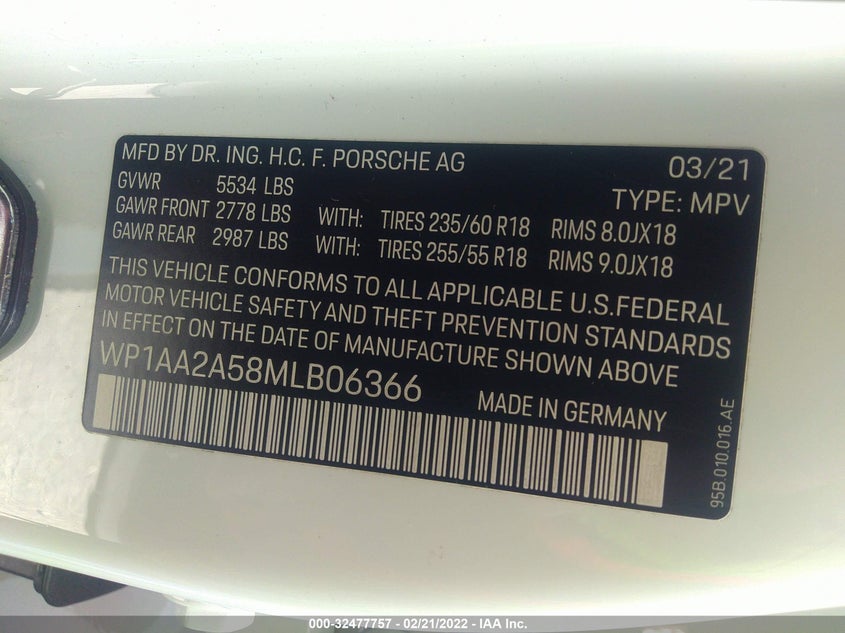 MFD BY DR. ING. H.C. F. PORSCHE AG 03/21
GVWR 5534 LBS TYPE: MPV
GAWR FRONT 2778 LBS WITH: TIRES 235/60 R18 RIMS 8.0JX18
GAWR REAR 2987 LBS WITH: TIRES 255/55 R18 RIMS 9.0JX18
THIS VEHICLE CONFORMS TO ALL APPLICABLE U.S.FEDERAL
MOTOR VEHICLE SAFETY AND THEFT PREVENTION STANDARDS
IN EFFECT ON THE DATE OF MANUFACTURE SHOWN ABOVE
WP1AA2A58MLB06366 MADE IN GERMANY
95B.010.016.AE
000-32477757 - 02/21/2022 - IAA Inc.